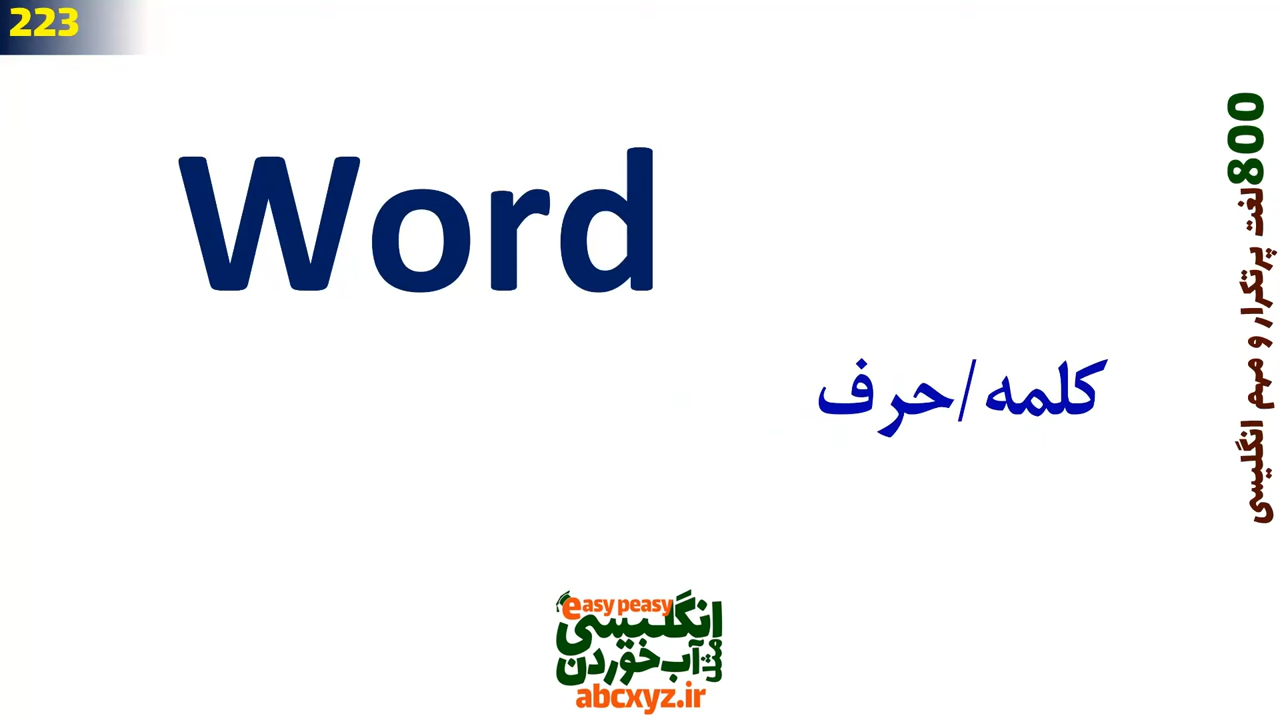 223
Word
کلمه/حرف
800 لغت پرتکرار و مهم انگلیسی
easy peasy
انگلیسی
مثل آب خوردن
abcxyz.ir